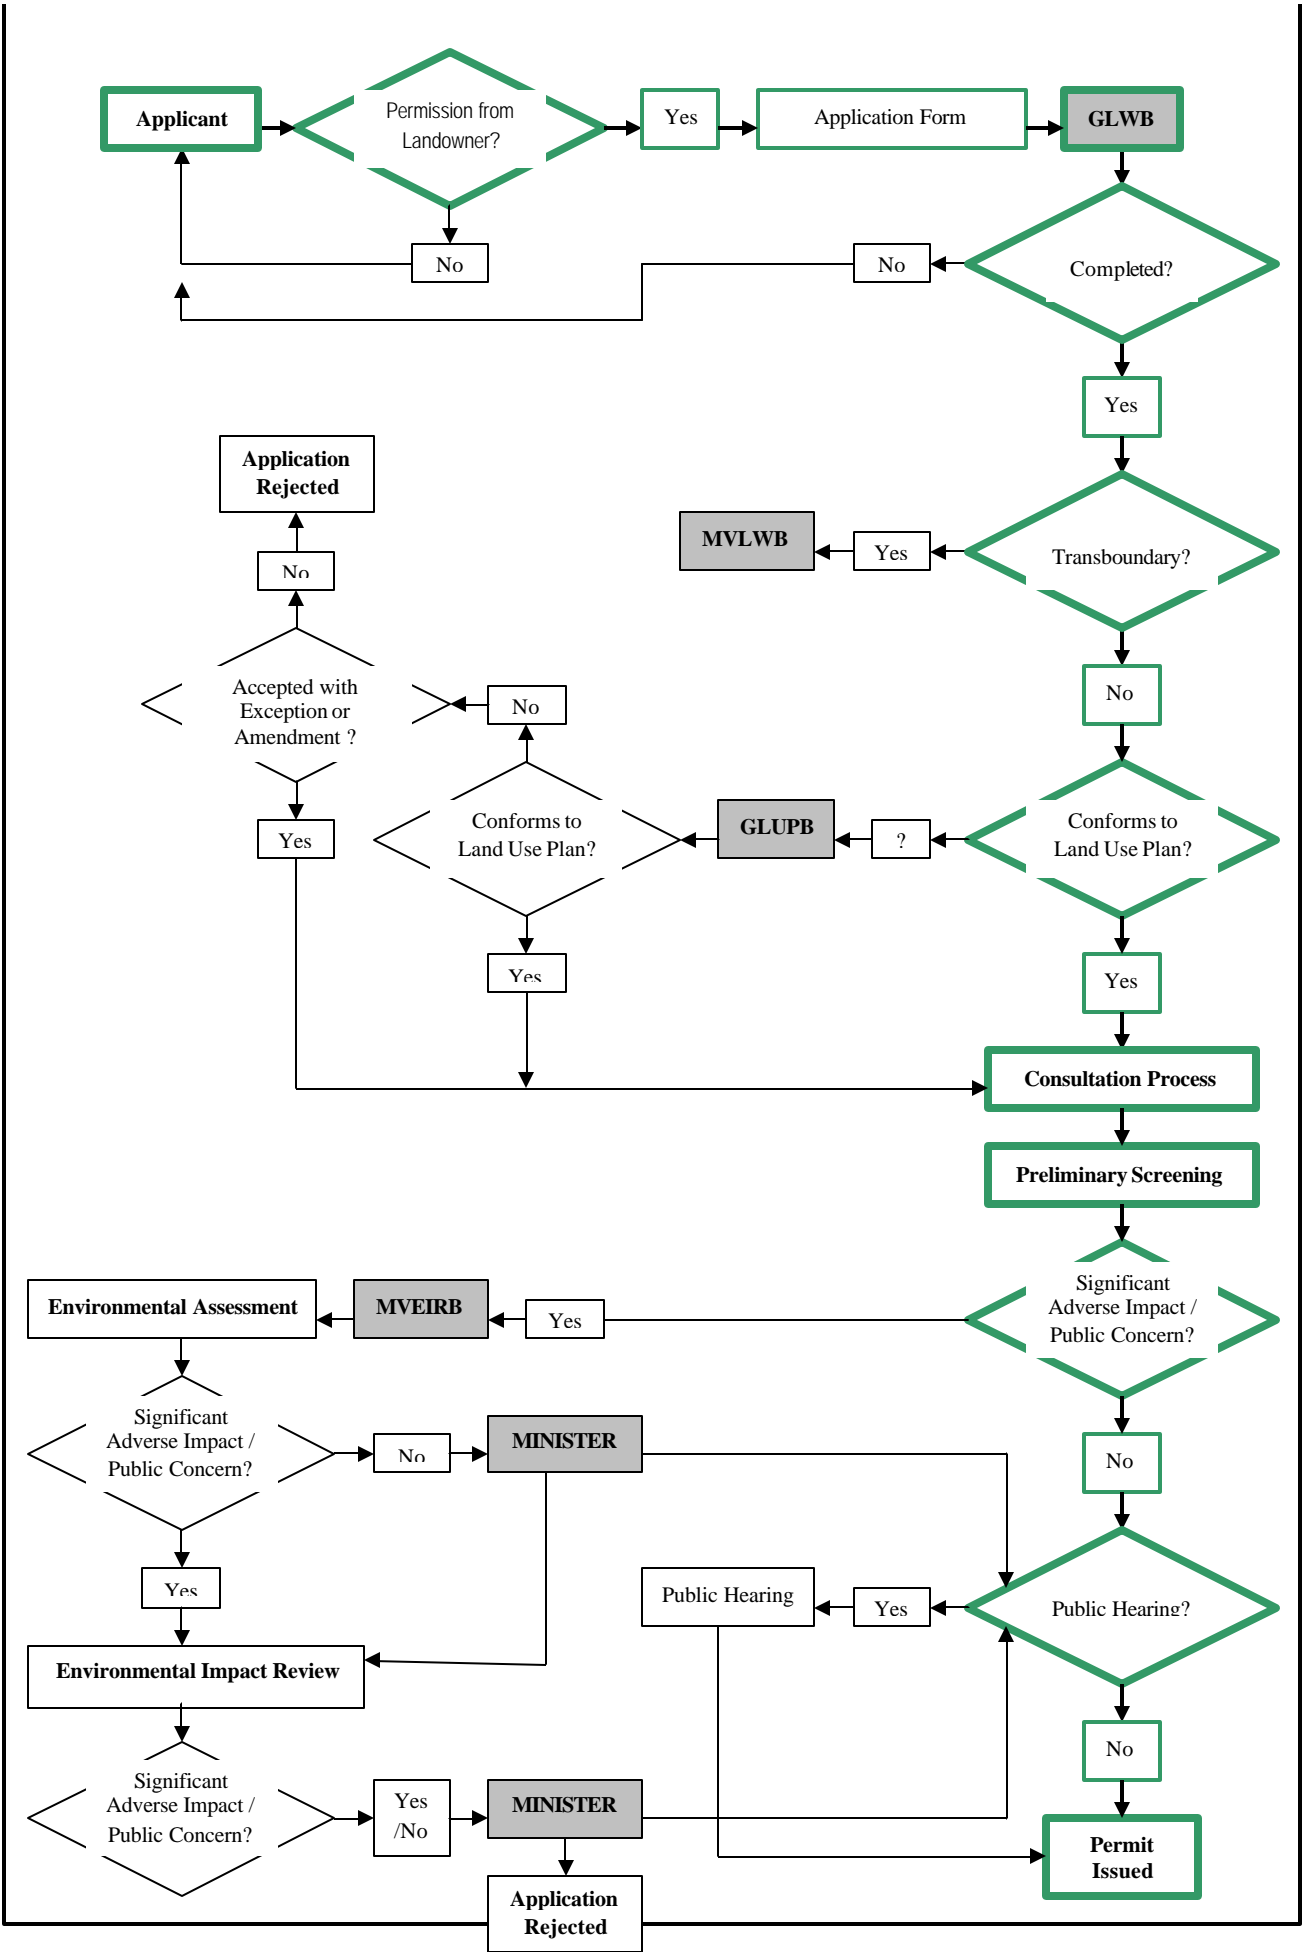 Applicant
Permission from
Landowner?
Yes
Application Form
GLWB
No
No
Completed?
Yes
Application
Rejected
MVLWB
Yes
Transboundary?
No
Accepted with
Exception or
Amendment ?
No
No
Yes
Conforms to
Land Use Plan?
GLUPB
?
Conforms to
Land Use Plan?
Yes
Yes
Consultation Process
Preliminary Screening
Environmental Assessment
MVEIRB
Yes
Significant
Adverse Impact /
Public Concern?
Significant
Adverse Impact /
Public Concern?
No
MINISTER
No
Yes
Public Hearing
Yes
Public Hearing?
Environmental Impact Review
No
Significant
Adverse Impact /
Public Concern?
Yes
/No
MINISTER
Permit
Issued
Application
Rejected